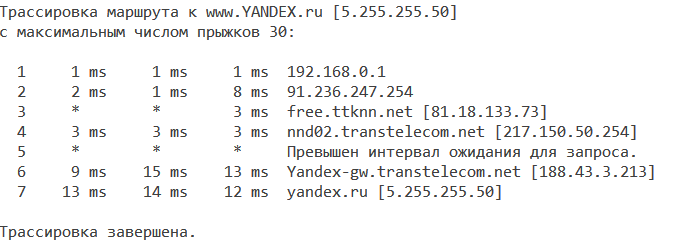 Трассировка маршрута к www.YANDEX.ru [5.255.255.50]
с максимальным числом прыжков 30:
1 1 ms 1 ms 1 ms 192.168.0.1
2 2 ms 1 ms 8 ms 91.236.247.254
3 * * 3 ms free.ttknn.net [81.18.133.73]
4 3 ms 3 ms 3 ms nnd02.transtelecom.net [217.150.50.254]
5 * * * Превышен интервал ожидания для запроса.
6 9 ms 15 ms 13 ms Yandex-gw.transtelecom.net [188.43.3.213]
7 13 ms 14 ms 12 ms yandex.ru [5.255.255.50]
Трассировка завершена.